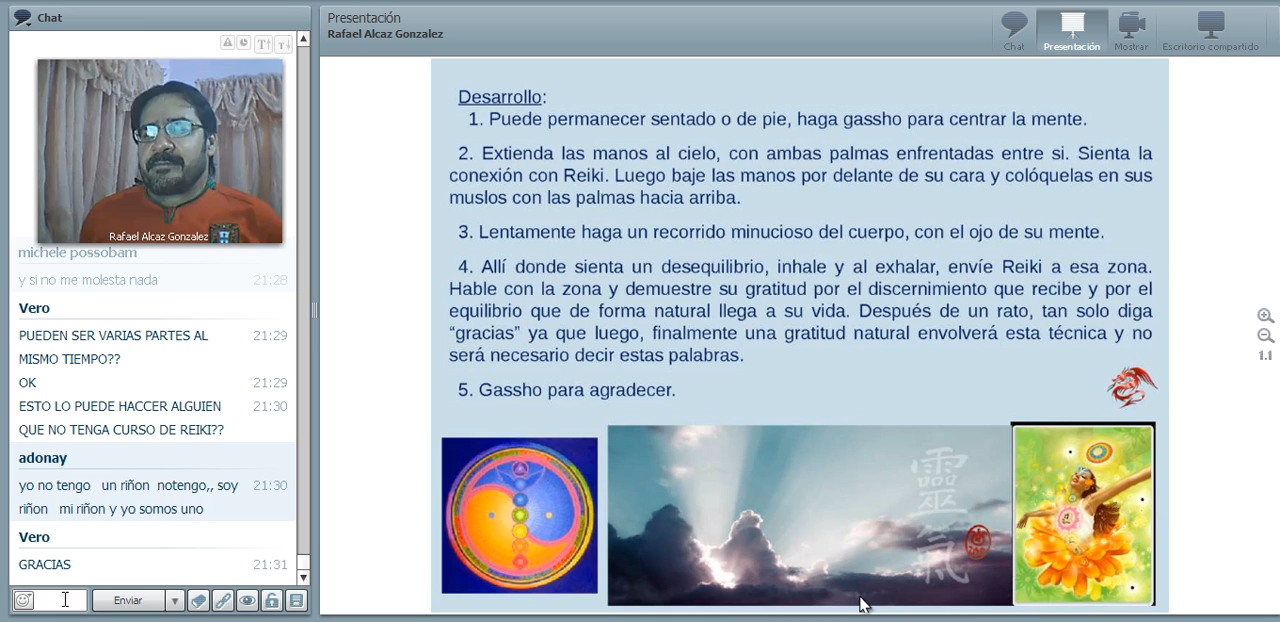 Chat
Rafael Alcaz Gonzalez
michele possobam
y si no me molesta nada 21:28
Vero
PUEDEN SER VARIAS PARTES AL 21:29
MISMO TIEMPO??
OK 21:29
ESTO LO PUEDE HACCER ALGUIEN 21:30
QUE NO TENGA CURSO DE REIKI??
adonay
yo no tengo un riñon notengo,, soy 21:30
riñon mi riñon y yo somos uno
Vero
GRACIAS 21:31
Enviar
Presentación
Rafael Alcaz Gonzalez
Chat
Presentación
Mostrar
Escritorio compartido
Desarrollo:
1. Puede permanecer sentado o de pie, haga gassho para centrar la mente.
2. Extienda las manos al cielo, con ambas palmas enfrentadas entre si. Sienta la
conexión con Reiki. Luego baje las manos por delante de su cara y colóquelas en sus
muslos con las palmas hacia arriba.
3. Lentamente haga un recorrido minucioso del cuerpo, con el ojo de su mente.
4. Allí donde sienta un desequilibrio, inhale y al exhalar, envíe Reiki a esa zona.
Hable con la zona y demuestre su gratitud por el discernimiento que recibe y por el
equilibrio que de forma natural llega a su vida. Después de un rato, tan solo diga
“gracias” ya que luego, finalmente una gratitud natural envolverá esta técnica y no
será necesario decir estas palabras.
5. Gassho para agradecer.
靈氣
1.1